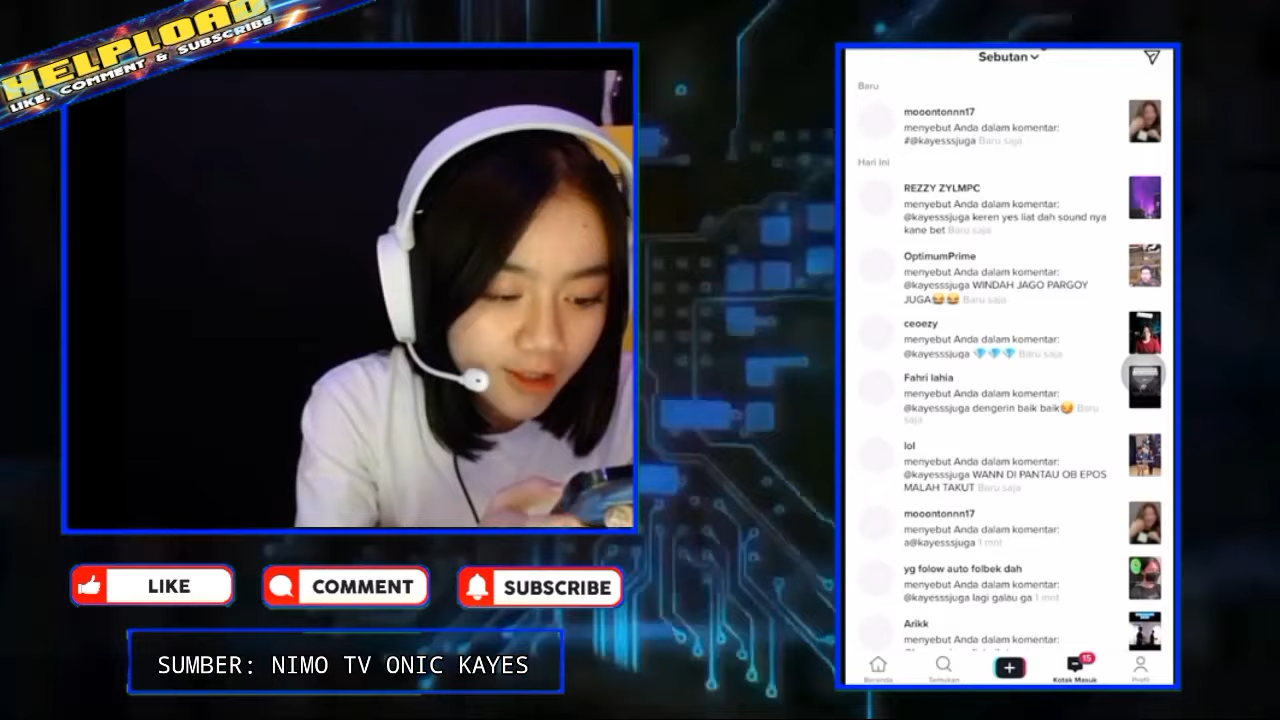 HELPLOAD
LIKE, COMMENT & SUBSCRIBE
LIKE
COMMENT
SUBSCRIBE
SUMBER: NIMO TV ONIC KAYES
Sebutan
Baru
mooontonnn17
menyebut Anda dalam komentar:
#@kayesssjuga Baru saja
Hari Ini
REZZY ZYLMPC
menyebut Anda dalam komentar:
@kayesssjuga keren yes liat dah sound nya
kane bet Baru saja
OptimumPrime
menyebut Anda dalam komentar:
@kayesssjuga WINDAH JAGO PARGOY
JUGA😂😂 Baru saja
ceoezy
menyebut Anda dalam komentar:
@kayesssjuga 💎💎💎 Baru saja
Fahri lahia
menyebut Anda dalam komentar:
@kayesssjuga dengerin baik baik Baru
saja
lol
menyebut Anda dalam komentar:
@kayesssjuga WANN DI PANTAU OB EPOS
MALAH TAKUT Baru saja
mooontonnn17
menyebut Anda dalam komentar:
a@kayesssjuga 1 mnt
yg folow auto folbek dah
menyebut Anda dalam komentar:
@kayesssjuga lagi galau ga 1 mnt
Arikk
menyebut Anda dalam komentar:
15
Beranda
Temukan
Kotak Masuk
Profil